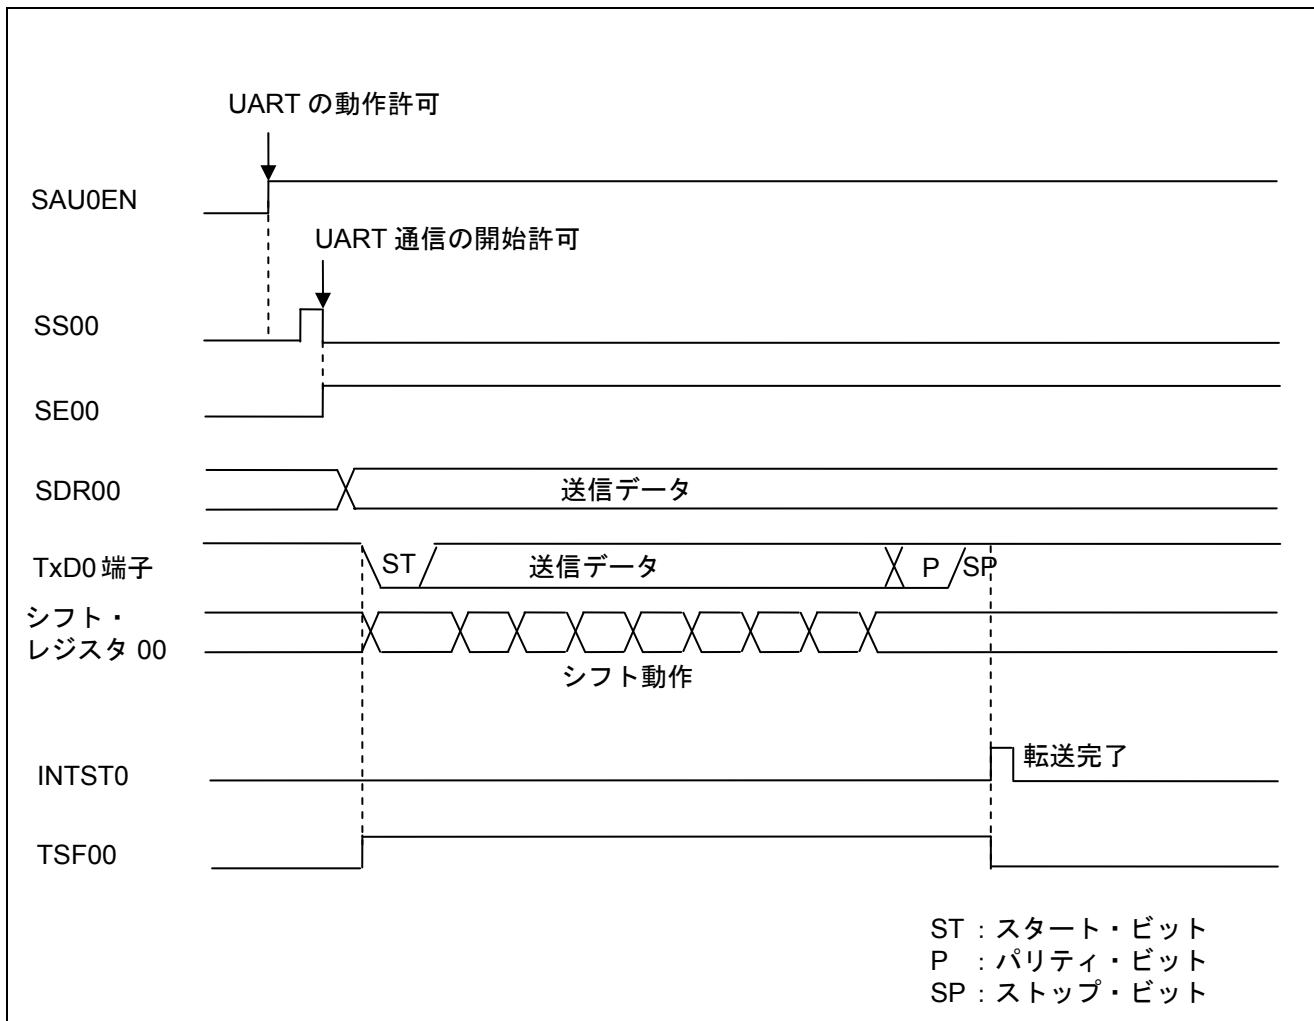 UART の動作許可
SAU0EN
UART 通信の開始許可
SS00
SE00
SDR00
送信データ
TxD0 端子
ST
送信データ
P
SP
シフト・
レジスタ 00
シフト動作
INTST0
転送完了
TSF00
ST : スタート・ビット
P : パリティ・ビット
SP : ストップ・ビット